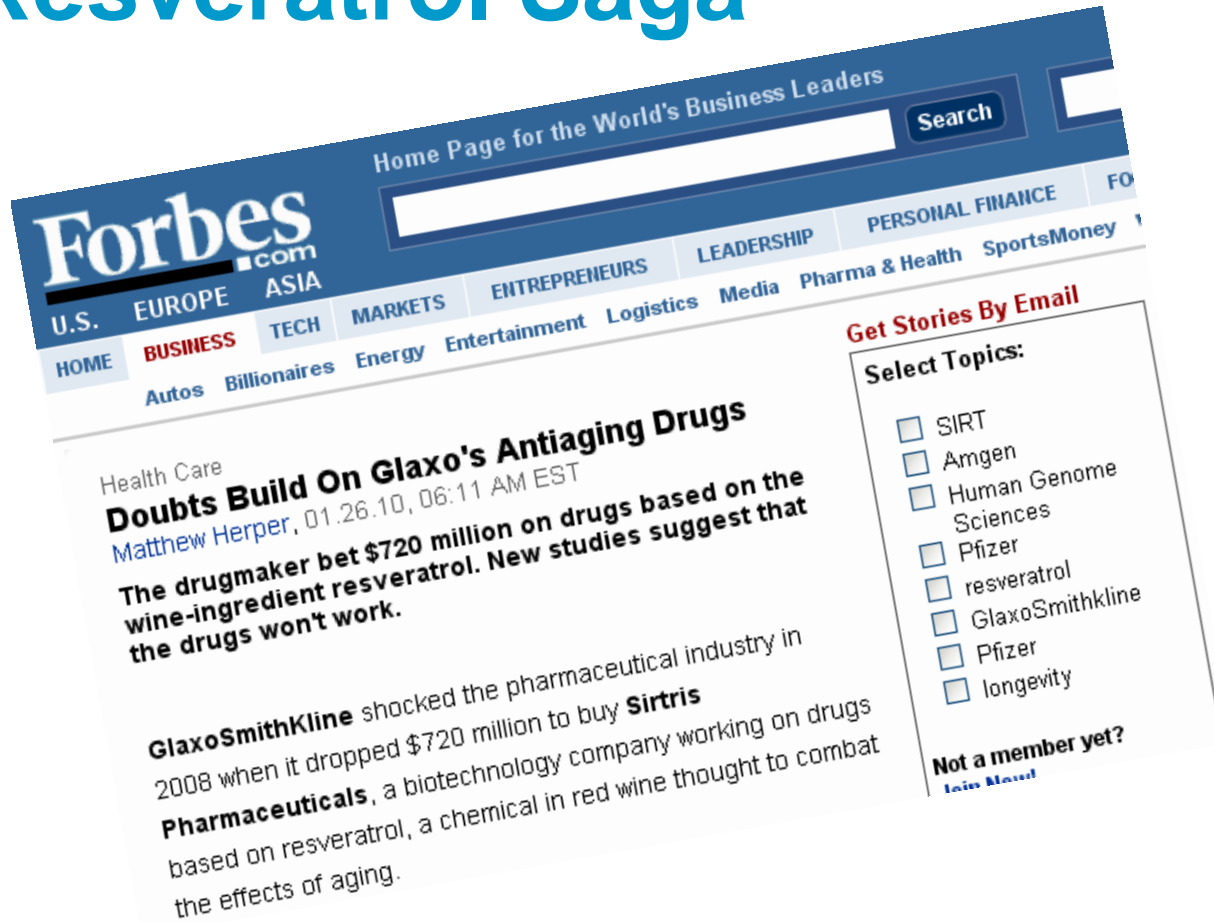 Resveratrol Saga
Home Page for the World's Business Leaders
Search
Forbes
.com
U.S. EUROPE ASIA
HOME BUSINESS TECH MARKETS ENTREPRENEURS LEADERSHIP PERSONAL FINANCE
Autos Billionaires Energy Entertainment Logistics Media Pharma & Health SportsMoney
Health Care
Doubts Build On Glaxo's Antiaging Drugs
Matthew Herper, 01.26.10, 06:11 AM EST
The drugmaker bet $720 million on drugs based on the
wine-ingredient resveratrol. New studies suggest that
the drugs won't work.
GlaxoSmithKline shocked the pharmaceutical industry in
2008 when it dropped $720 million to buy Sirtris
Pharmaceuticals, a biotechnology company working on drugs
based on resveratrol, a chemical in red wine thought to combat
the effects of aging.
Get Stories By Email
Select Topics:
SIRT
Amgen
Human Genome
Sciences
Pfizer
resveratrol
GlaxoSmithkline
Pfizer
longevity
Not a member yet?
Join Now!